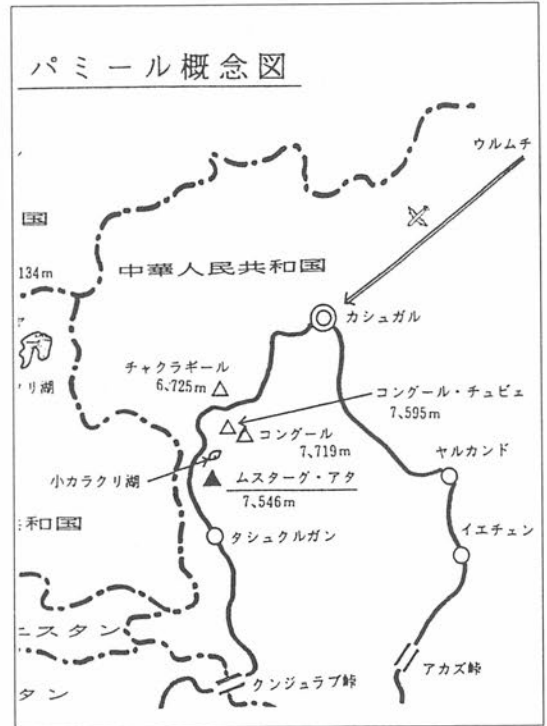 パミール概念図
ウルムチ
国
134m
中華人民共和国
カシュガル
リ湖
チャクラギール
6,725m
コングール・チュビェ
7,595m
コングール
7,719m
小カラクリ湖
ムスターグ・アタ
7,546m
ヤルカンド
共和国
タシュクルガン
イエチェン
ニスタン
クンジュラブ峠
アカズ峠
タン